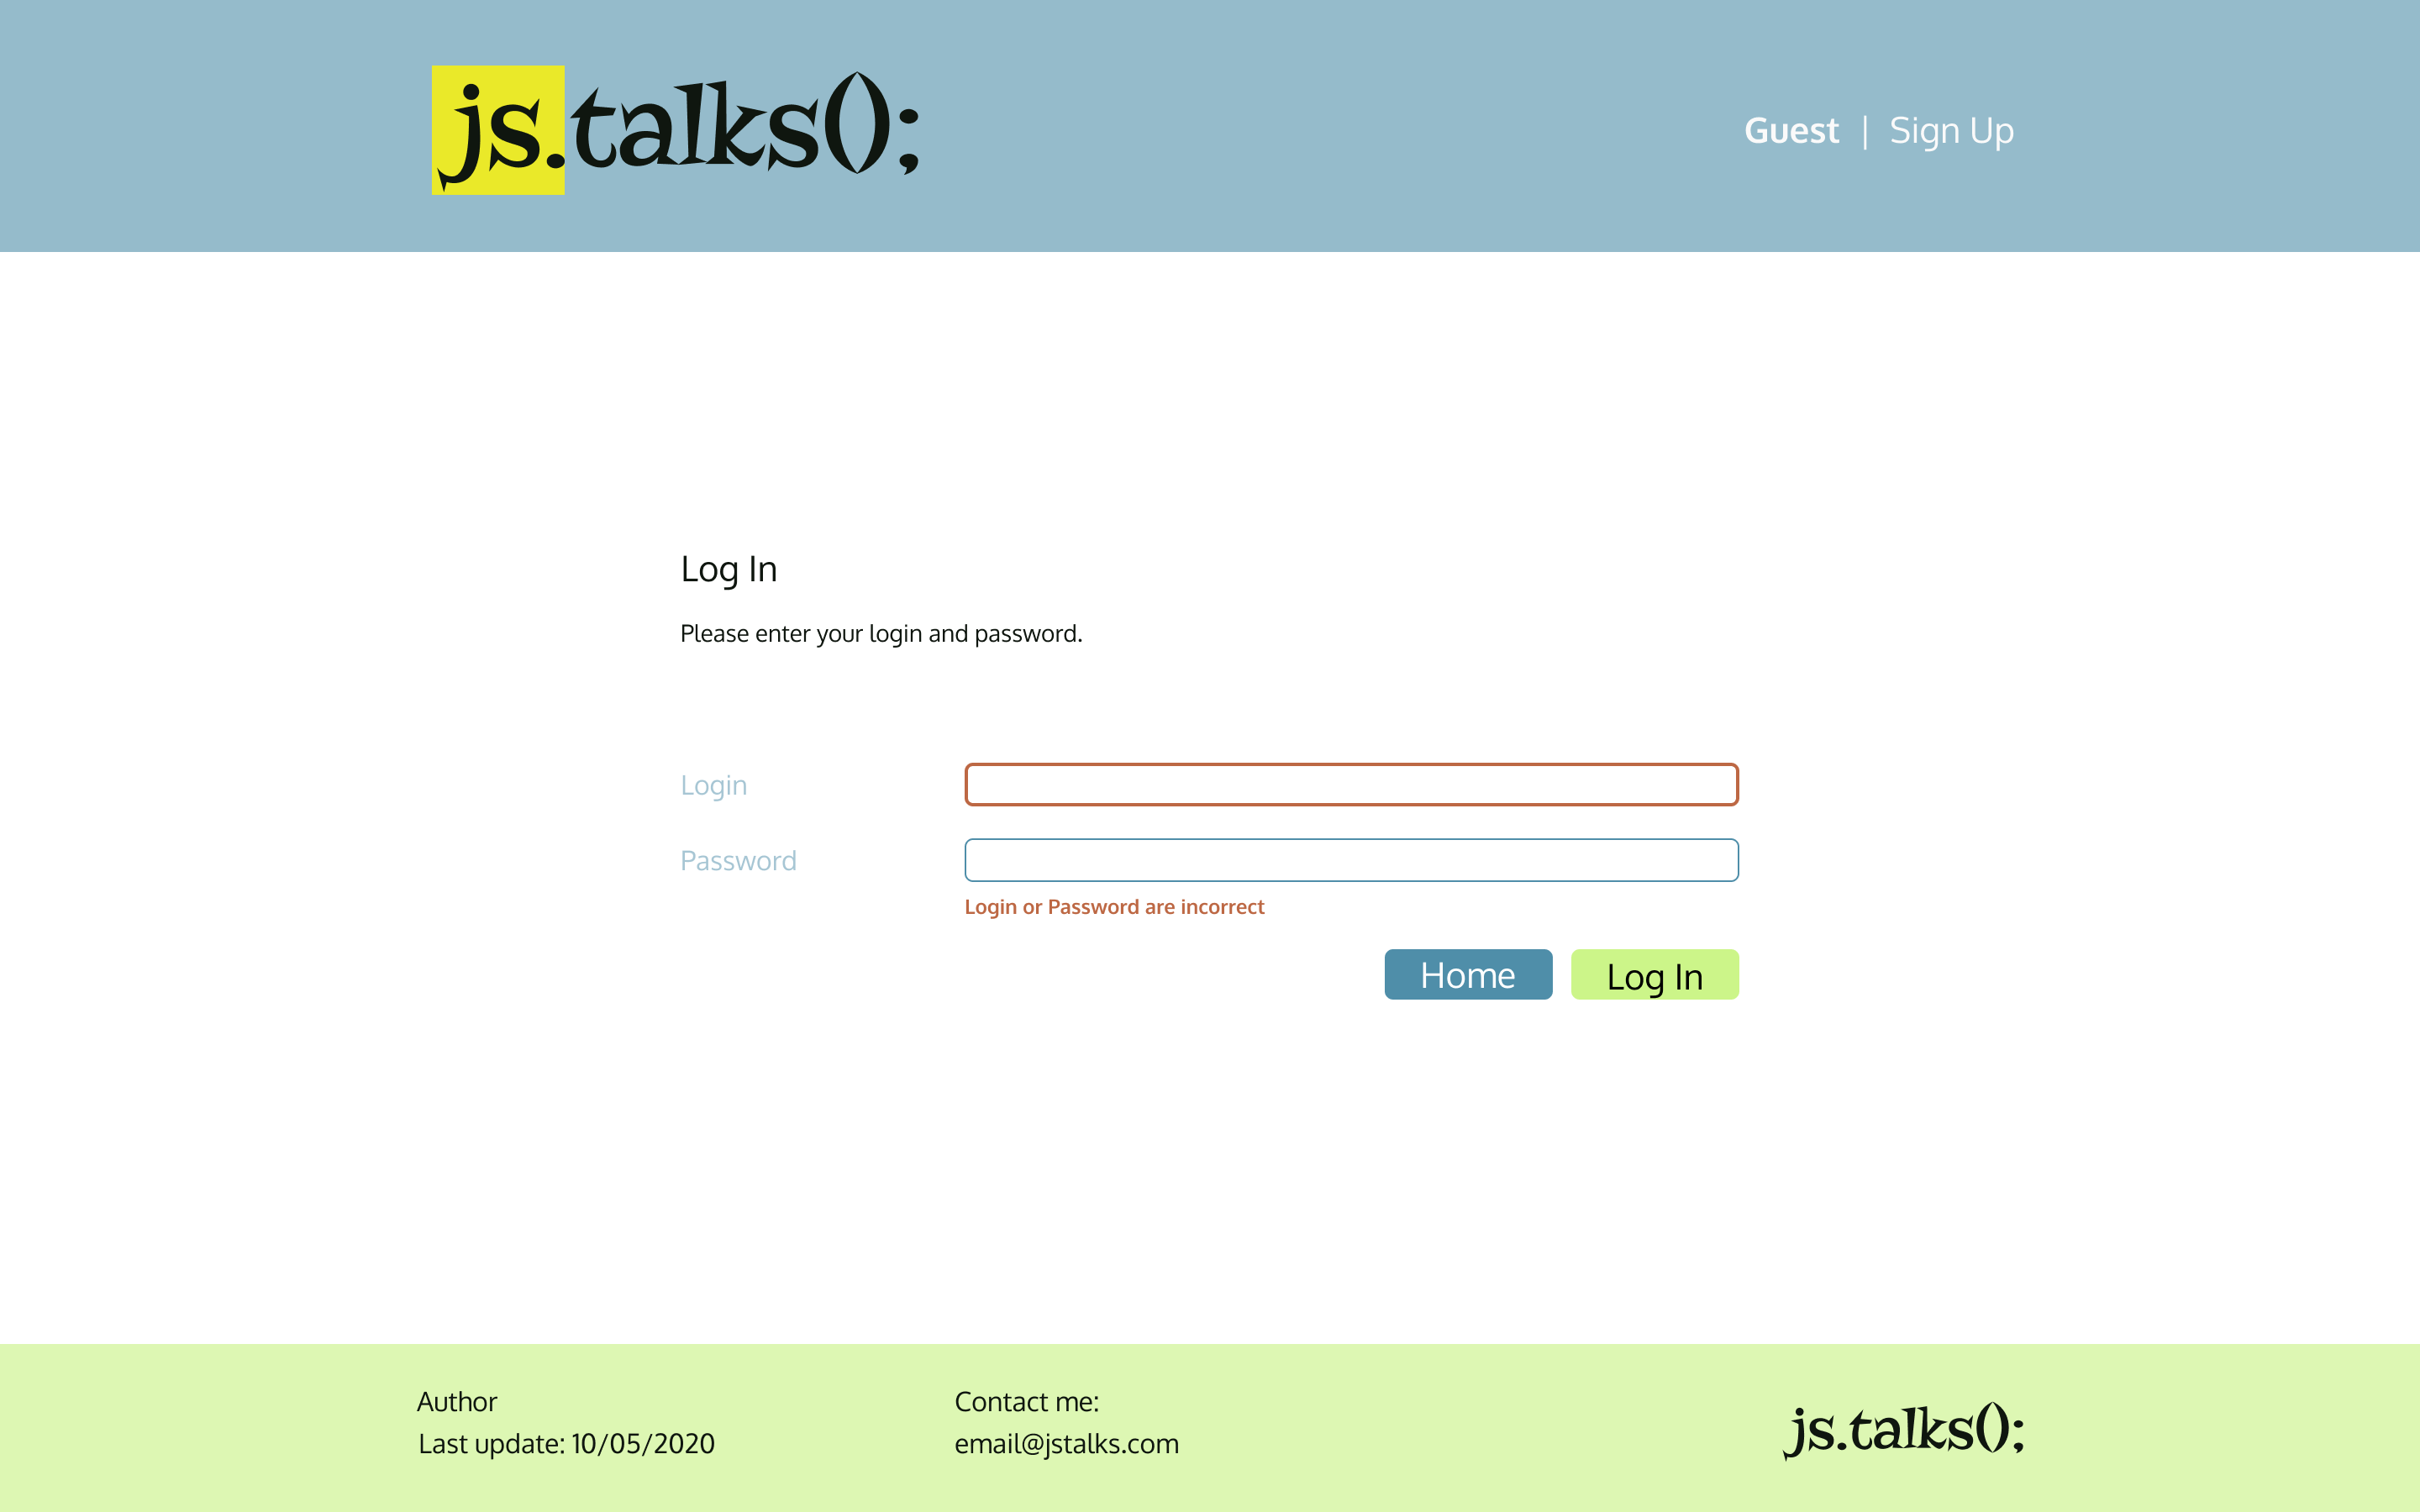 js.talks();
Guest | Sign Up
Log In
Please enter your login and password.
Login
Password
Login or Password are incorrect
Home
Log In
Author
Last update: 10/05/2020
Contact me:
email@jstalks.com
js.talks();